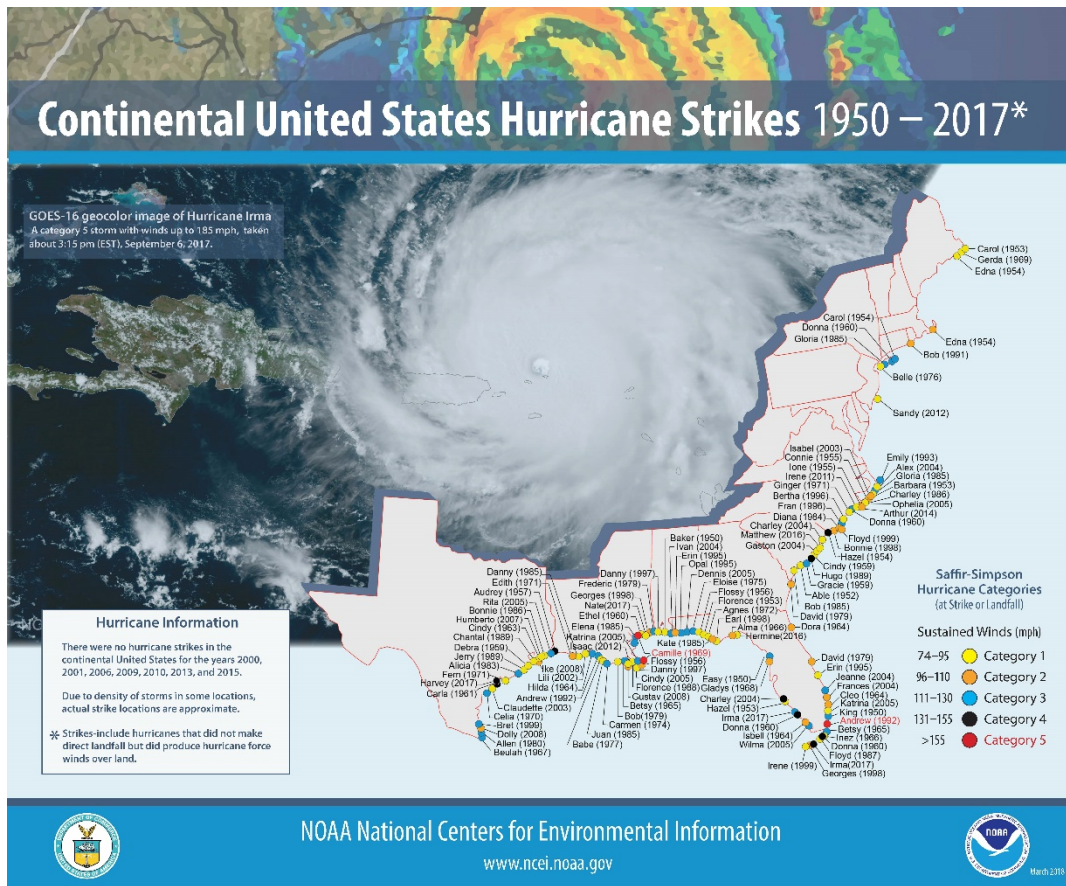 Continental United States Hurricane Strikes 1950 – 2017*
GOES-16 geocolor image of Hurricane Irma
A category 5 storm with winds up to 185 mph, taken
about 3:15 pm (EST), September 6, 2017.
Carol (1953)
Gerda (1969)
Edna (1954)
Carol (1954)
Donna (1960)
Gloria (1985)
Edna (1954)
Bob (1991)
Belle (1976)
Sandy (2012)
Isabel (2003)
Connie (1955)
Ione (1955)
Irene (2011)
Ginger (1971)
Bertha (1996)
Fran (1996)
Diana (1984)
Charley (2004)
Matthew (2016)
Gaston (2004)
Emily (1993)
Alex (2004)
Gloria (1985)
Barbara (1953)
Charley (1986)
Ophelia (2005)
Arthur (2014)
Donna (1960)
Floyd (1999)
Bonnie (1998)
Hazel (1954)
Cindy (1959)
Hugo (1989)
Gracie (1959)
Able (1952)
Bob (1985)
David (1979)
Dora (1964)
Baker (1950)
Ivan (2004)
Erin (1995)
Opal (1995)
Dennis (2005)
Eloise (1975)
Flossy (1956)
Florence (1953)
Agnes (1972)
Earl (1998)
Alma (1966)
Hermine(2016)
Danny (1997)
Frederic (1979)
Georges (1998)
Nate(2017)
Ethel (1960)
Elena (1985)
Katrina (2005)
Isaac (2012)
Danny (1985)
Edith (1971)
Audrey (1957)
Rita (2005)
Bonnie (1986)
Humberto (2007)
Cindy (1963)
Chantal (1989)
Debra (1959)
Jerry (1989)
Alicia (1983)
Fern (1971)
Harvey (2017)
Carla (1961)
Kate (1985)
Camille (1969)
Flossy (1956)
Danny (1997)
Cindy (2005)
Florence (1988)
Gustav (2008)
Betsy (1965)
Bob(1979)
Carmen (1974)
Juan (1985)
Babe (1977)
Ike (2008)
Lili (2002)
Hilda (1964)
Andrew (1992)
Claudette (2003)
Celia (1970)
Bret (1999)
Dolly (2008)
Allen (1980)
Beulah (1967)
Easy (1950)
Gladys (1968)
Charley (2004)
Hazel (1953)
Irma (2017)
Donna (1960)
Isbell (1964)
Wilma (2005)
Irene (1999)
David (1979)
Erin (1995)
Jeanne (2004)
Frances (2004)
Cleo (1964)
Katrina (2005)
King (1950)
Andrew (1992)
Betsy (1965)
Inez (1966)
Donna (1960)
Floyd (1987)
Irma(2017)
Georges (1998)
Hurricane Information
There were no hurricane strikes in the
continental United States for the years 2000,
2001, 2006, 2009, 2010, 2013, and 2015.
Due to density of storms in some locations,
actual strike locations are approximate.
* Strikes-include hurricanes that did not make
direct landfall but did produce hurricane force
winds over land.
Saffir-Simpson
Hurricane Categories
(at Strike or Landfall)
Sustained Winds (mph)
74–95 Category 1
96–110 Category 2
111–130 Category 3
131–155 Category 4
>155 Category 5
NOAA National Centers for Environmental Information
www.ncei.noaa.gov
NOAA
March 2018